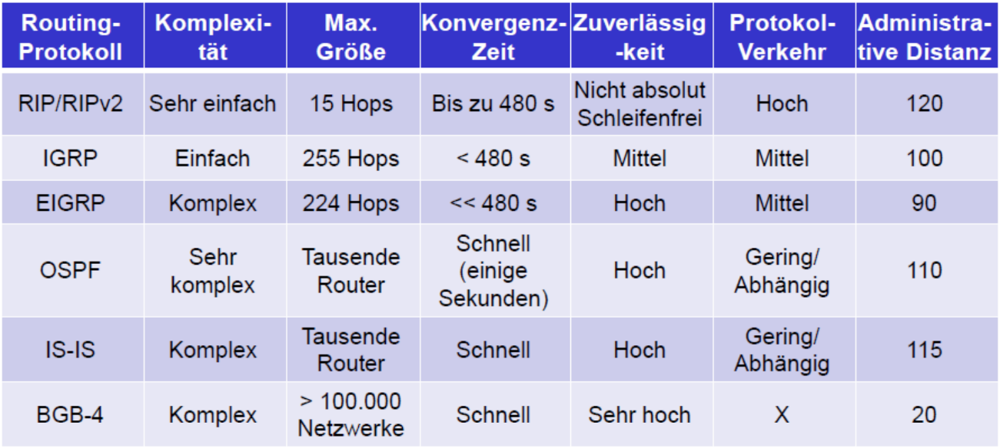 Routing-
Protokoll
Komplexi-
tät
Max.
Größe
Konvergenz-
Zeit
Zuverlässig
-keit
Protokol-
Verkehr
Administra-
tive Distanz
RIP/RIPv2
Sehr einfach
15 Hops
Bis zu 480 s
Nicht absolut
Schleifenfrei
Hoch
120
IGRP
Einfach
255 Hops
< 480 s
Mittel
Mittel
100
EIGRP
Komplex
224 Hops
<< 480 s
Hoch
Mittel
90
OSPF
Sehr
komplex
Tausende
Router
Schnell
(einige
Sekunden)
Hoch
Gering/
Abhängig
110
IS-IS
Komplex
Tausende
Router
Schnell
Hoch
Gering/
Abhängig
115
BGB-4
Komplex
> 100.000
Netzwerke
Schnell
Sehr hoch
X
20